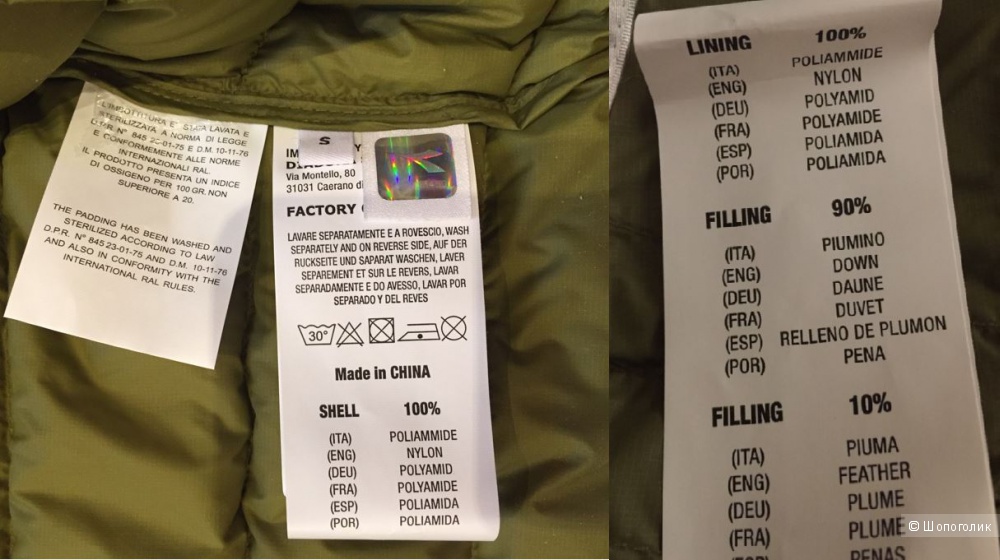 L'IMBOTTITURA E' STATA LAVATA E
STERILIZZATA A NORMA DI LEGGE
D.P.R. N° 845 23-01-75 E D.M. 10-11-76
E CONFORMEMENTE ALLE NORME
INTERNAZIONALI RAL.
IL PRODOTTO PRESENTA UN INDICE
DI OSSIGENO PER 100 GR. NON
SUPERIORE A 20.
THE PADDING HAS BEEN WASHED AND
STERILIZED ACCORDING TO LAW
D.P.R. N° 845 23-01-75 AND D.M. 10-11-76
AND ALSO IN CONFORMITY WITH THE
INTERNATIONAL RAL RULES.
S
IM
Via Montello, 80
31031 Caerano di
FACTORY
LAVARE SEPARATAMENTE E A ROVESCIO, WASH
SEPARATELY AND ON REVERSE SIDE, AUF DER
RUCKSEITE UND SAPARAT WASCHEN, LAVER
SEPAREMENT ET SUR LE REVERS, LAVAR
SEPARADAMENTE E DO AVESSO, LAVAR POR
SEPARADO Y DEL REVES
30°
Made in CHINA
SHELL 100%
(ITA) POLIAMMIDE
(ENG) NYLON
(DEU) POLYAMID
(FRA) POLYAMIDE
(ESP) POLIAMIDA
(POR) POLIAMIDA
LINING 100%
(ITA) POLIAMMIDE
(ENG) NYLON
(DEU) POLYAMID
(FRA) POLYAMIDE
(ESP) POLIAMIDA
(POR) POLIAMIDA
FILLING 90%
(ITA) PIUMINO
(ENG) DOWN
(DEU) DAUNE
(FRA) DUVET
(ESP) RELLENO DE PLUMON
(POR) PENA
FILLING 10%
(ITA) PIUMA
(ENG) FEATHER
(DEU) PLUME
(FRA) PLUME
(ESP) PENAS
© Шопоголик